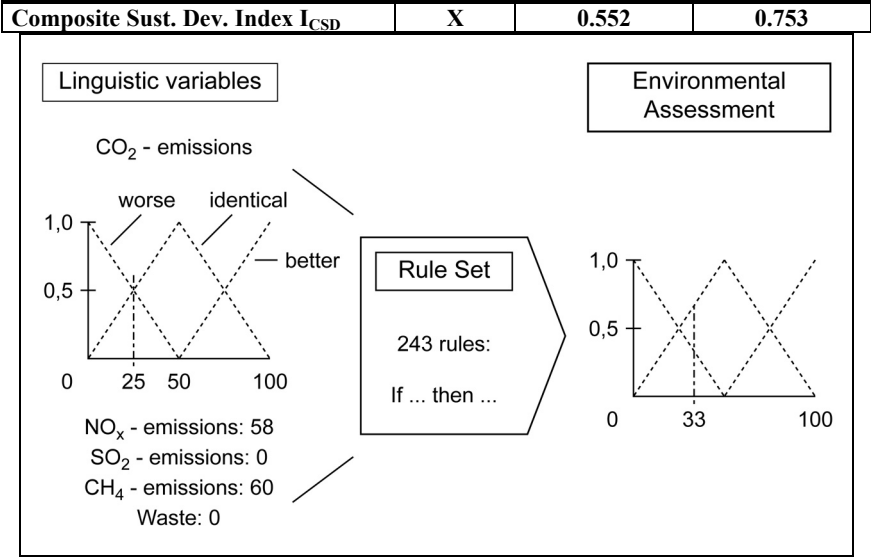 Composite Sust. Dev. Index I_CSD X 0.552 0.753
Linguistic variables
Environmental
Assessment
CO₂ - emissions
worse identical
1,0
better
0,5
0 25 50 100
Rule Set
243 rules:
If ... then ...
1,0
0,5
0 33 100
NOₓ - emissions: 58
SO₂ - emissions: 0
CH₄ - emissions: 60
Waste: 0